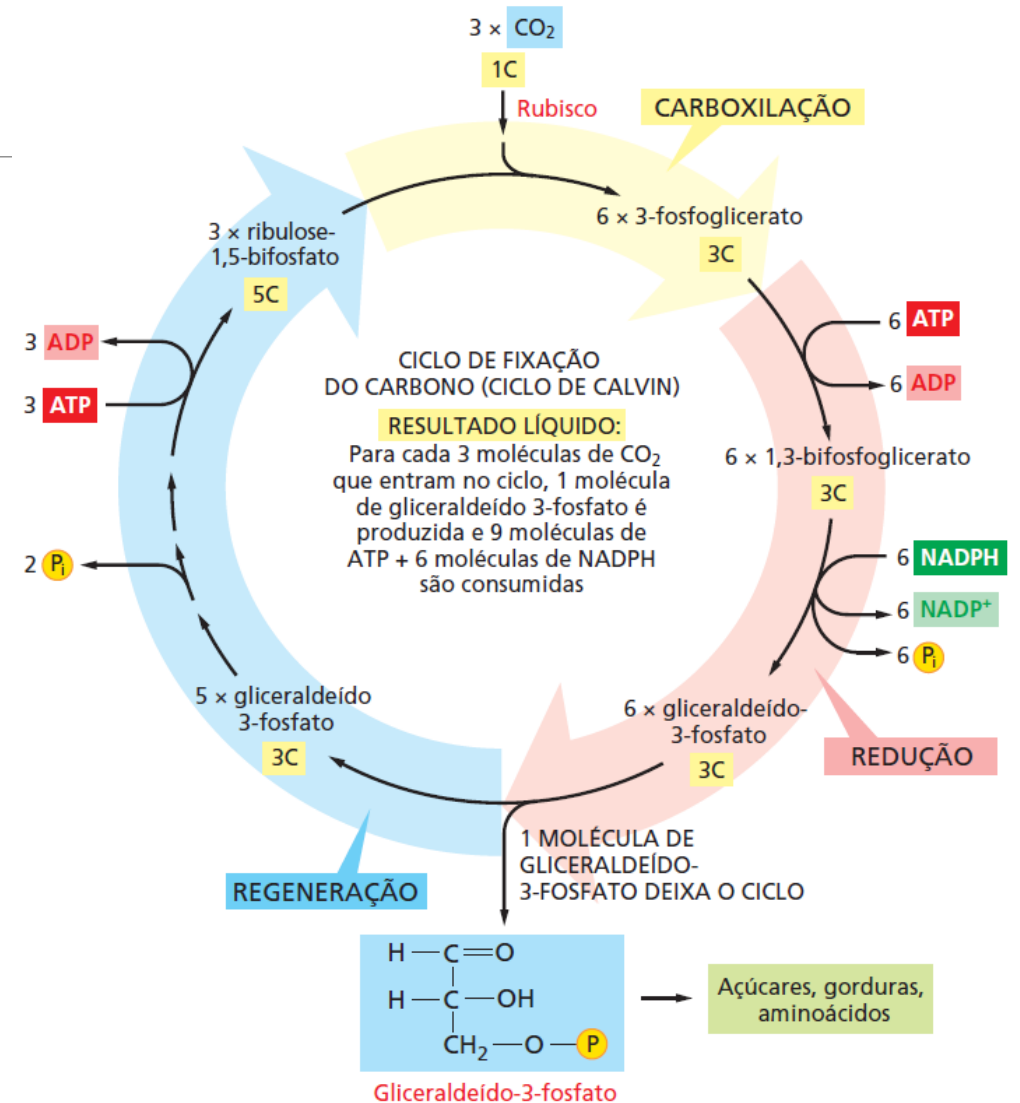 3 × CO₂
1C
Rubisco
CARBOXILAÇÃO
6 × 3-fosfoglicerato
3C
6 ATP
6 ADP
6 × 1,3-bifosfoglicerato
3C
6 NADPH
6 NADP⁺
6 Pᵢ
6 × gliceraldeído-
3-fosfato
3C
REDUÇÃO
1 MOLÉCULA DE
GLICERALDEÍDO-
3-FOSFATO DEIXA O CICLO
5 × gliceraldeído
3-fosfato
3C
REGENERAÇÃO
2 Pᵢ
3 ATP
3 ADP
3 × ribulose-
1,5-bifosfato
5C
CICLO DE FIXAÇÃO
DO CARBONO (CICLO DE CALVIN)
RESULTADO LÍQUIDO:
Para cada 3 moléculas de CO₂
que entram no ciclo, 1 molécula
de gliceraldeído 3-fosfato é
produzida e 9 moléculas de
ATP + 6 moléculas de NADPH
são consumidas
H—C=O
H—C—OH
CH₂—O—P
Gliceraldeído-3-fosfato
Açúcares, gorduras,
aminoácidos